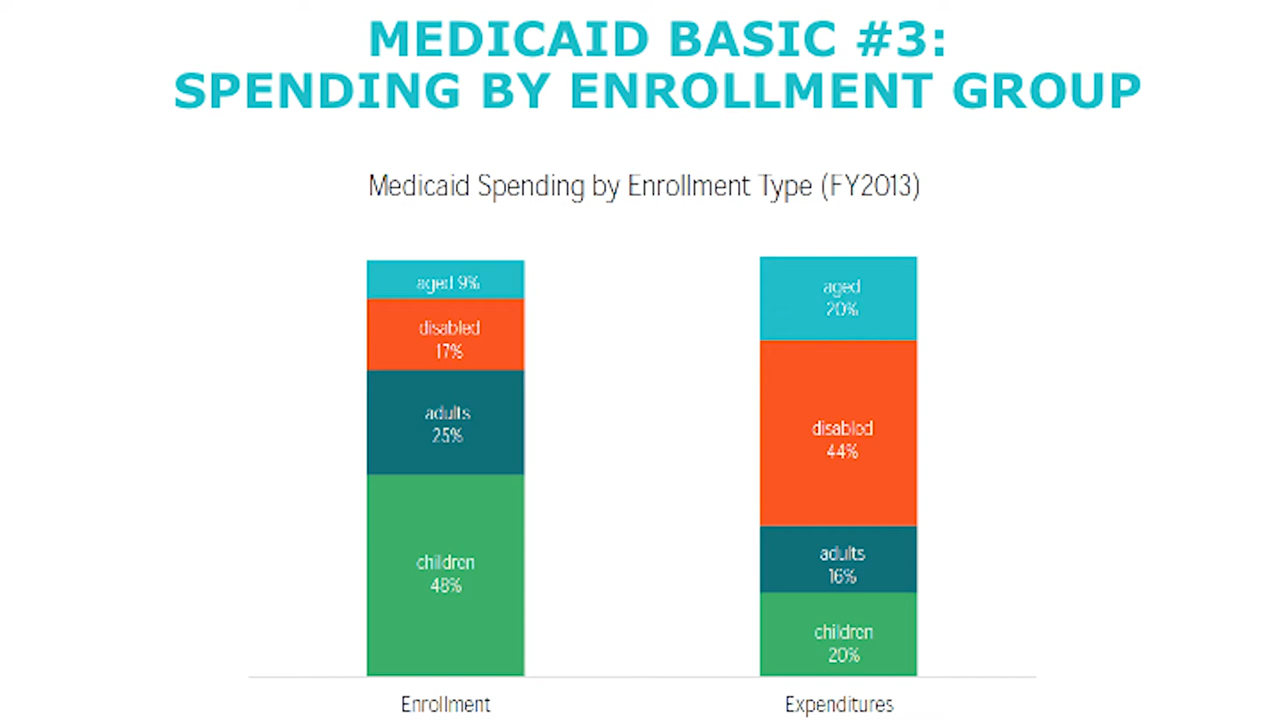 MEDICAID BASIC #3:
SPENDING BY ENROLLMENT GROUP
Medicaid Spending by Enrollment Type (FY2013)
aged 9%
disabled
17%
adults
25%
children
48%
aged
20%
disabled
44%
adults
16%
children
20%
Enrollment
Expenditures